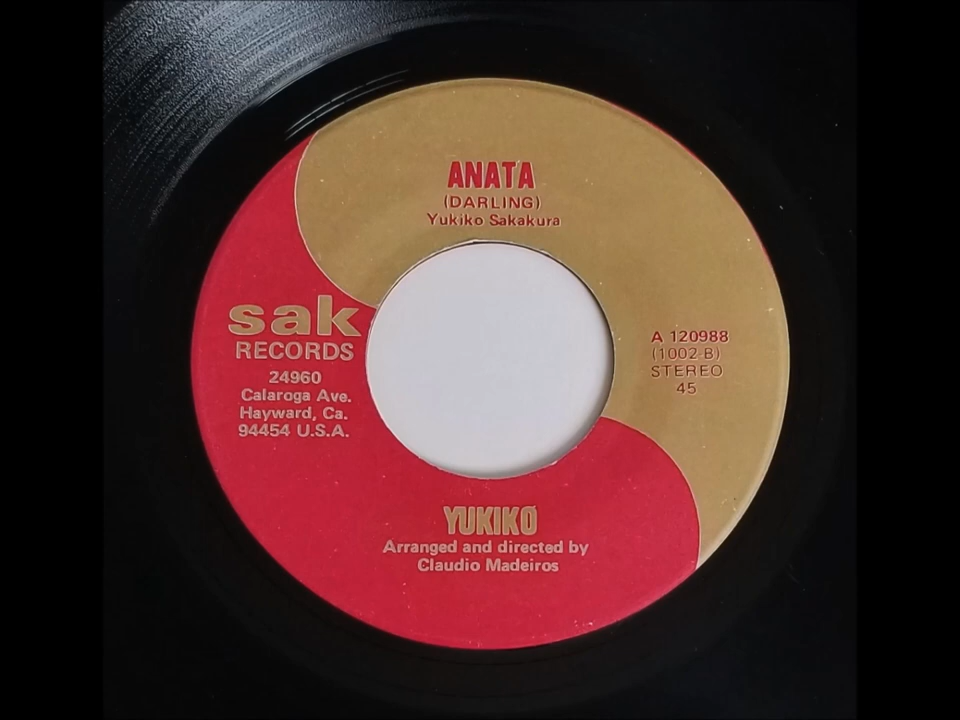 ANATA
(DARLING)
Yukiko Sakakura
sak
RECORDS
24960
Calaroga Ave.
Hayward, Ca.
94454 U.S.A.
A 120988
(1002-B)
STEREO
45
YUKIKO
Arranged and directed by
Claudio Madeiros